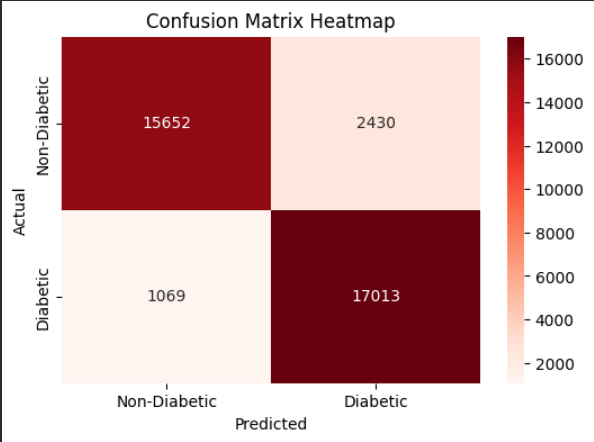 Confusion Matrix Heatmap
Actual
Non-Diabetic
15652
2430
Diabetic
1069
17013
Non-Diabetic
Diabetic
Predicted
16000
14000
12000
10000
8000
6000
4000
2000